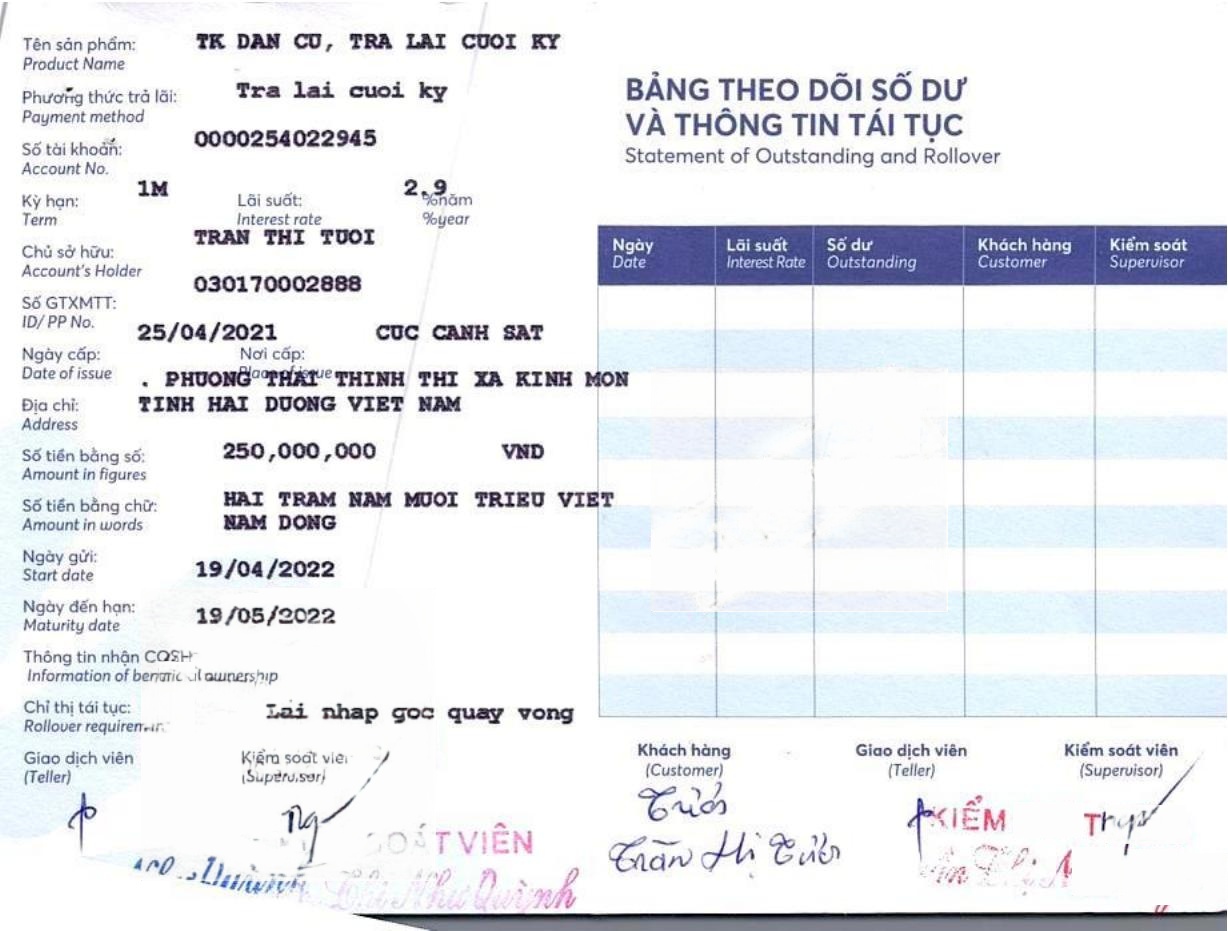 Tên sản phẩm: TK DAN CU, TRA LAI CUOI KY
Product Name
Phương thức trả lãi: Tra lai cuoi ky
Payment method
Số tài khoản: 0000254022945
Account No.
Kỳ hạn: 1M Lãi suất: 2.9 %năm
Term Interest rate %year
Chủ sở hữu: TRAN THI TUOI
Account's Holder
Số GTXMTT: 030170002888
ID/ PP No.
Ngày cấp: 25/04/2021 Nơi cấp: CUC CANH SAT
Date of issue Place of issue
Địa chỉ: . PHUONG THAI THINH THI XA KINH MON
Address TINH HAI DUONG VIET NAM
Số tiền bằng số: 250,000,000 VND
Amount in figures
Số tiền bằng chữ: HAI TRAM NAM MUOI TRIEU VIET
Amount in words NAM DONG
Ngày gửi: 19/04/2022
Start date
Ngày đến hạn: 19/05/2022
Maturity date
Thông tin nhận COSH
Information of ownership
Chỉ thị tái tục: Lai nhap goc quay vong
Rollover
Giao dịch viên Kiểm soát
(Teller) (Supervisor)
SOÁT VIÊN
Như Quỳnh
BẢNG THEO DÕI SỐ DƯ
VÀ THÔNG TIN TÁI TỤC
Statement of Outstanding and Rollover
Ngày Lãi suất Số dư Khách hàng Kiểm soát
Date Interest Rate Outstanding Customer Supervisor
Khách hàng Giao dịch viên Kiểm soát viên
(Customer) (Teller) (Supervisor)
KIỂM
Trần Thị Tươi